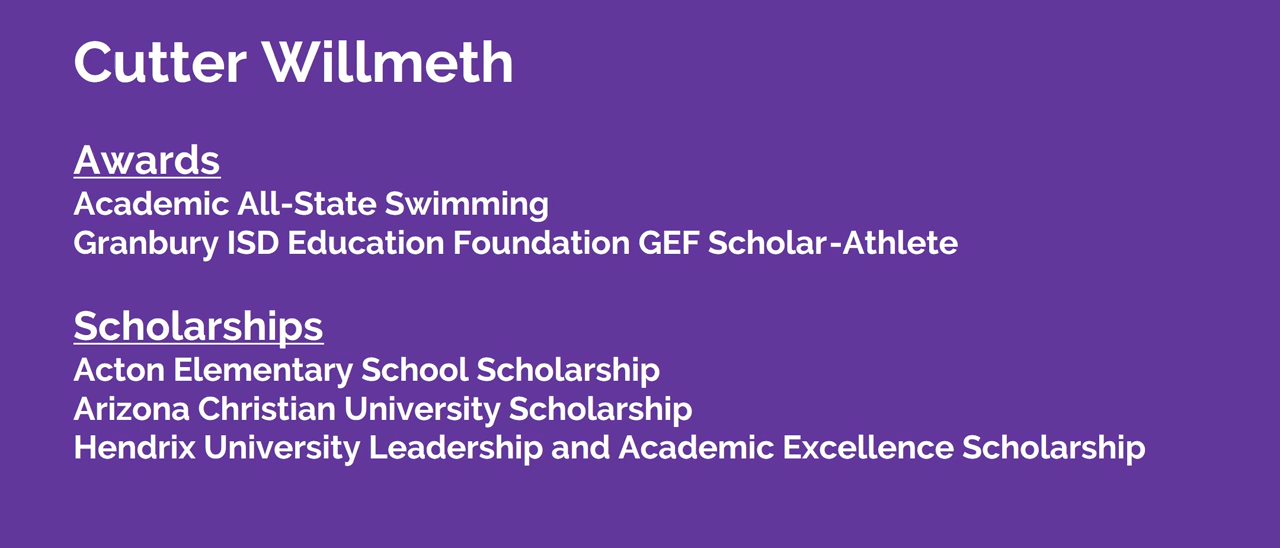 Cutter Willmeth
Awards
Academic All-State Swimming
Granbury ISD Education Foundation GEF Scholar-Athlete
Scholarships
Acton Elementary School Scholarship
Arizona Christian University Scholarship
Hendrix University Leadership and Academic Excellence Scholarship